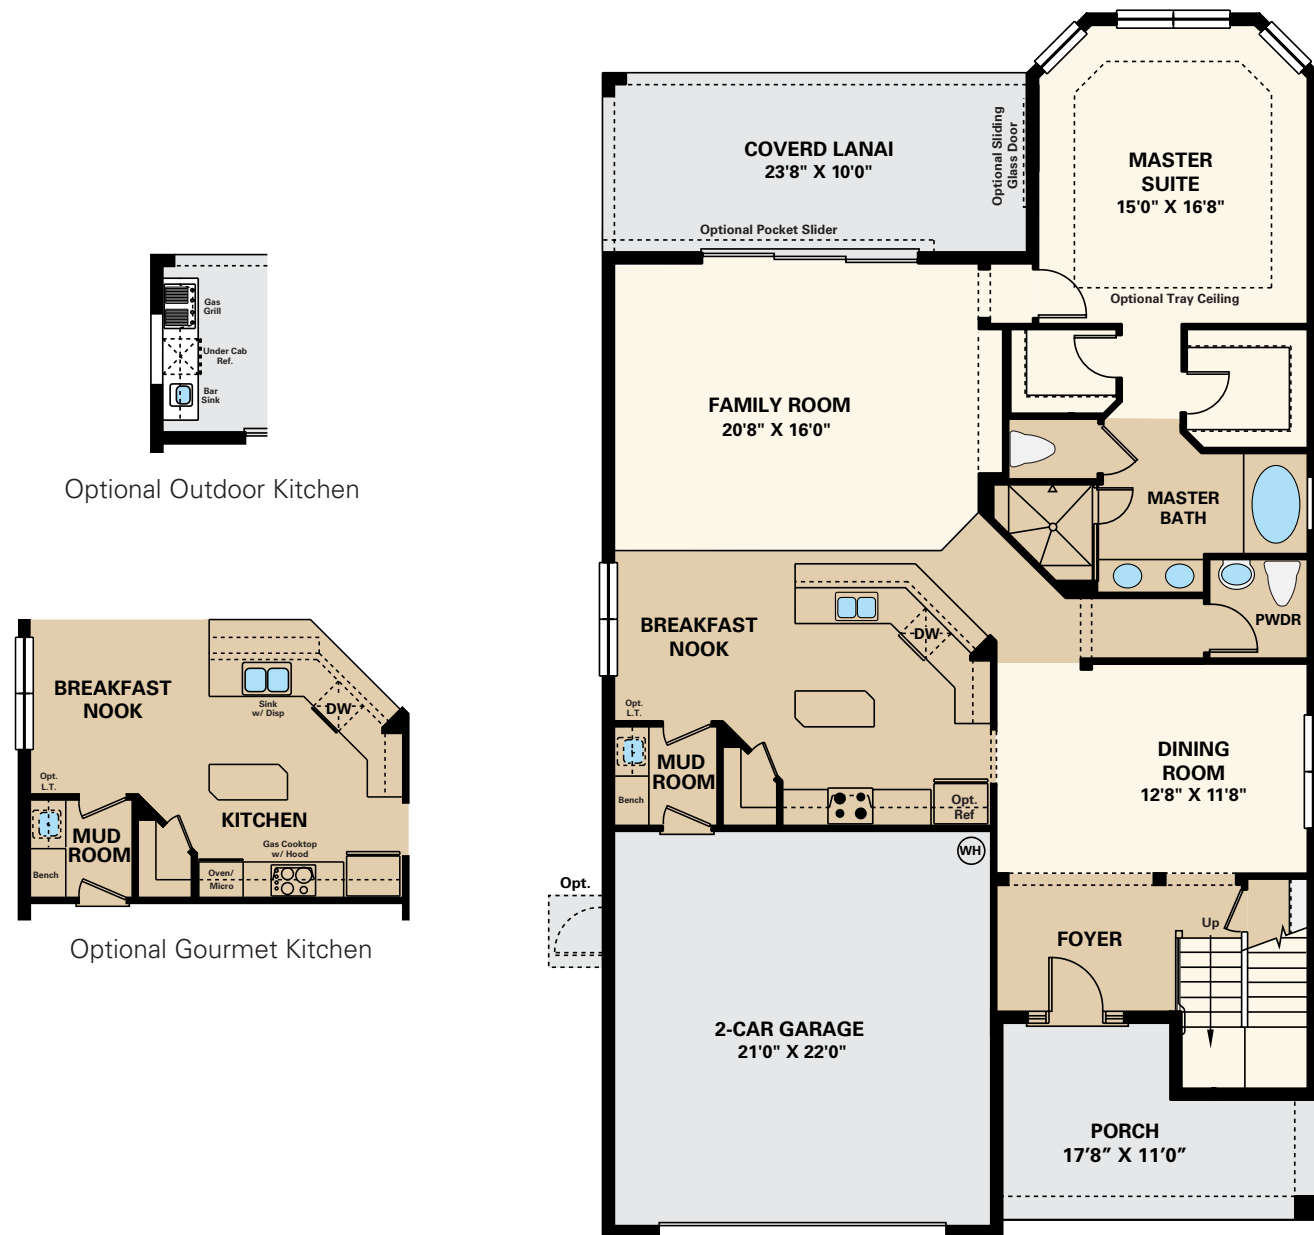 COVERD LANAI
23'8" X 10'0"
Optional Sliding
Glass Door
Optional Pocket Slider
MASTER
SUITE
15'0" X 16'8"
Optional Tray Ceiling
Gas
Grill
Under Cab
Ref.
Bar
Sink
Optional Outdoor Kitchen
FAMILY ROOM
20'8" X 16'0"
MASTER
BATH
PWDR
BREAKFAST
NOOK
DW
Opt.
L.T.
MUD
ROOM
Bench
Opt.
Ref
DINING
ROOM
12'8" X 11'8"
BREAKFAST
NOOK
Sink
w/ Disp
DW
Opt.
L.T.
MUD
ROOM
Bench
KITCHEN
Gas Cooktop
w/ Hood
Oven/
Micro
Optional Gourmet Kitchen
WH
Opt.
FOYER
Up
2-CAR GARAGE
21'0" X 22'0"
PORCH
17'8" X 11'0"